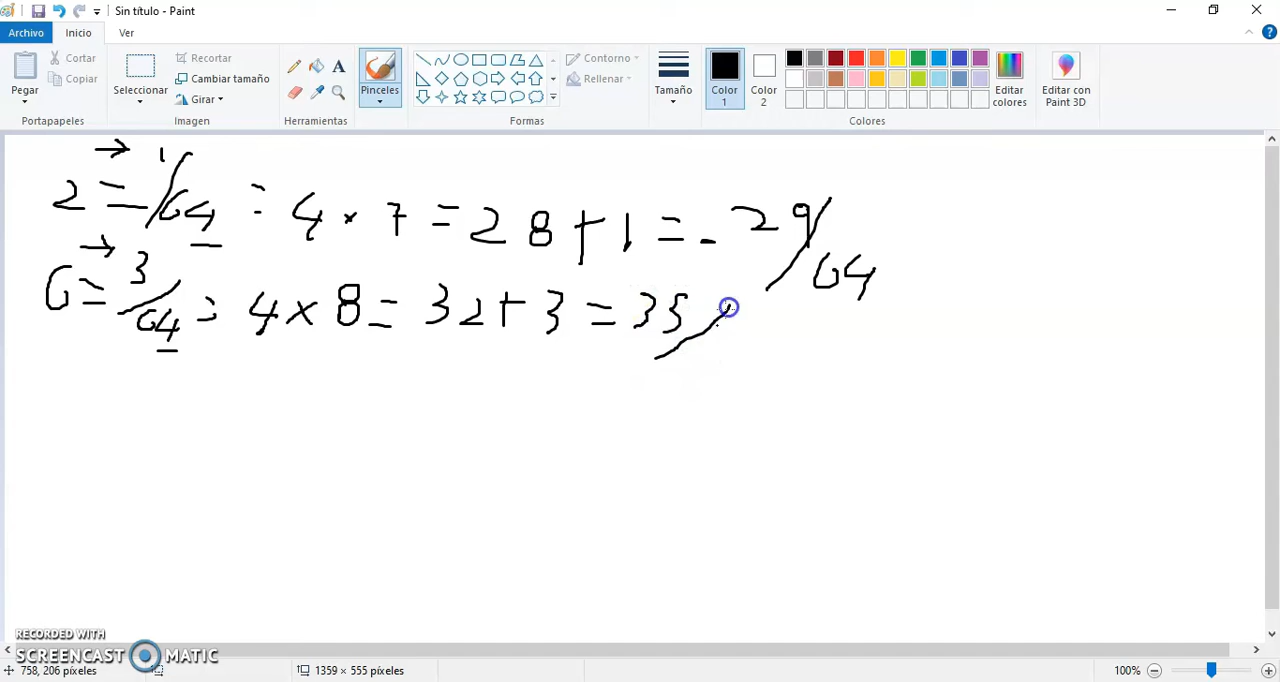 Sin título - Paint
Archivo
Inicio
Ver
Pegar
Cortar
Copiar
Portapapeles
Seleccionar
Recortar
Cambiar tamaño
Girar
Imagen
A
Herramientas
Pinceles
Contorno
Rellenar
Formas
Tamaño
Color 1
Color 2
Editar colores
Colores
Editar con Paint 3D
2 = 1/64 = 4 × 7 = 28 + 1 = 29/64
6 = 3/64 = 4 × 8 = 32 + 3 = 35/
RECORDED WITH
SCREENCAST MATIC
758, 206 píxeles
1359 × 555 píxeles
100%